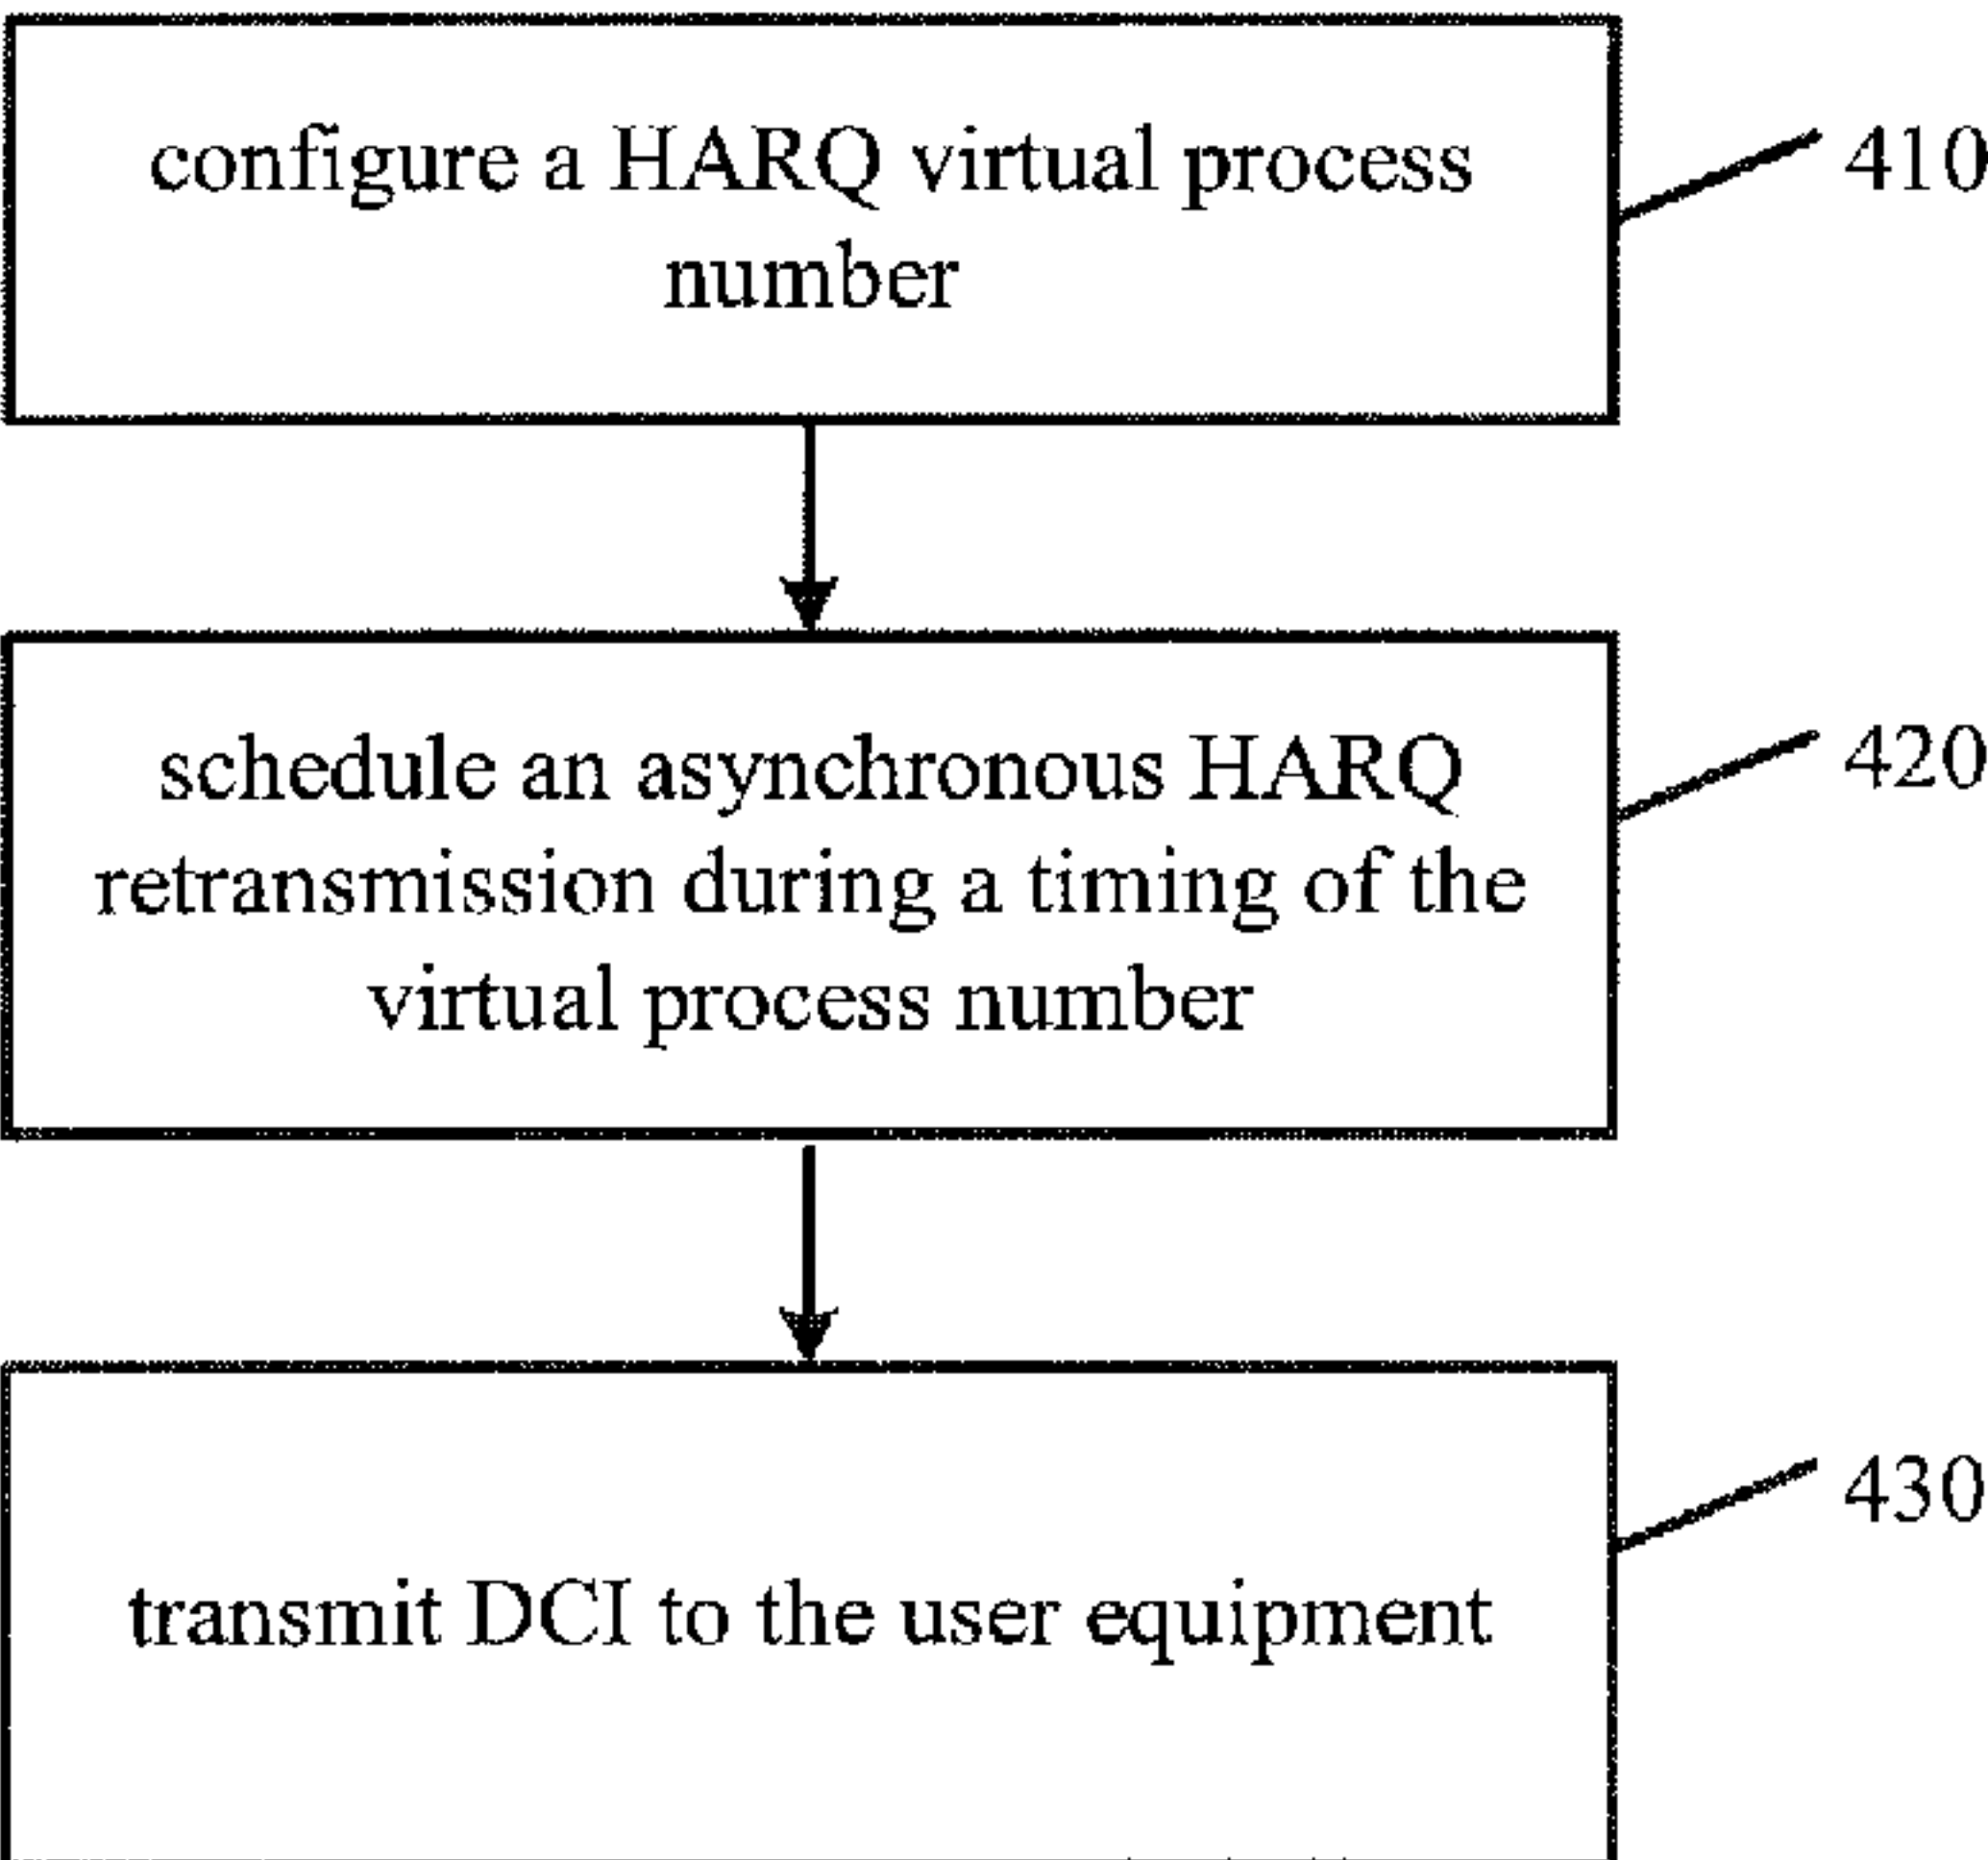 configure a HARQ virtual process
number
410
schedule an asynchronous HARQ
retransmission during a timing of the
virtual process number
420
transmit DCI to the user equipment
430